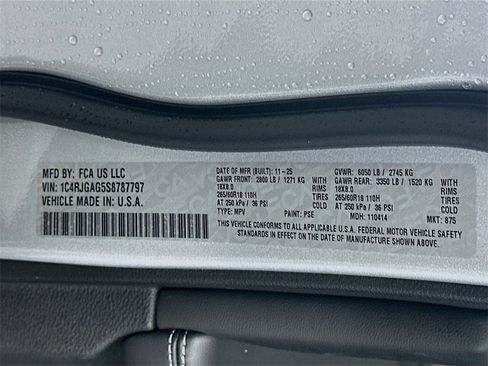 MFD BY: FCA US LLC
VIN: 1C4RJGAG5S8787797
VEHICLE MADE IN U.S.A.
DATE OF MFR (BUILT): 11-25
GAWR FRONT: 2800 LB / 1271 KG WITH
18X8.0 RIMS
265/60R18 110H TIRES
AT 250 kPa / 36 PSI COLD
TYPE: MPV PAINT: PSE
GVWR: 6050 LB / 2745 KG
GAWR REAR: 3350 LB / 1520 KG WITH
18X8.0 RIMS
265/60R18 110H TIRES
AT 250 kPa / 36 PSI COLD
MDH: 110414 MKT: 875
THIS VEHICLE CONFORMS TO ALL APPLICABLE U.S.A. FEDERAL MOTOR VEHICLE SAFETY
STANDARDS IN EFFECT ON THE DATE OF MANUFACTURE SHOWN ABOVE